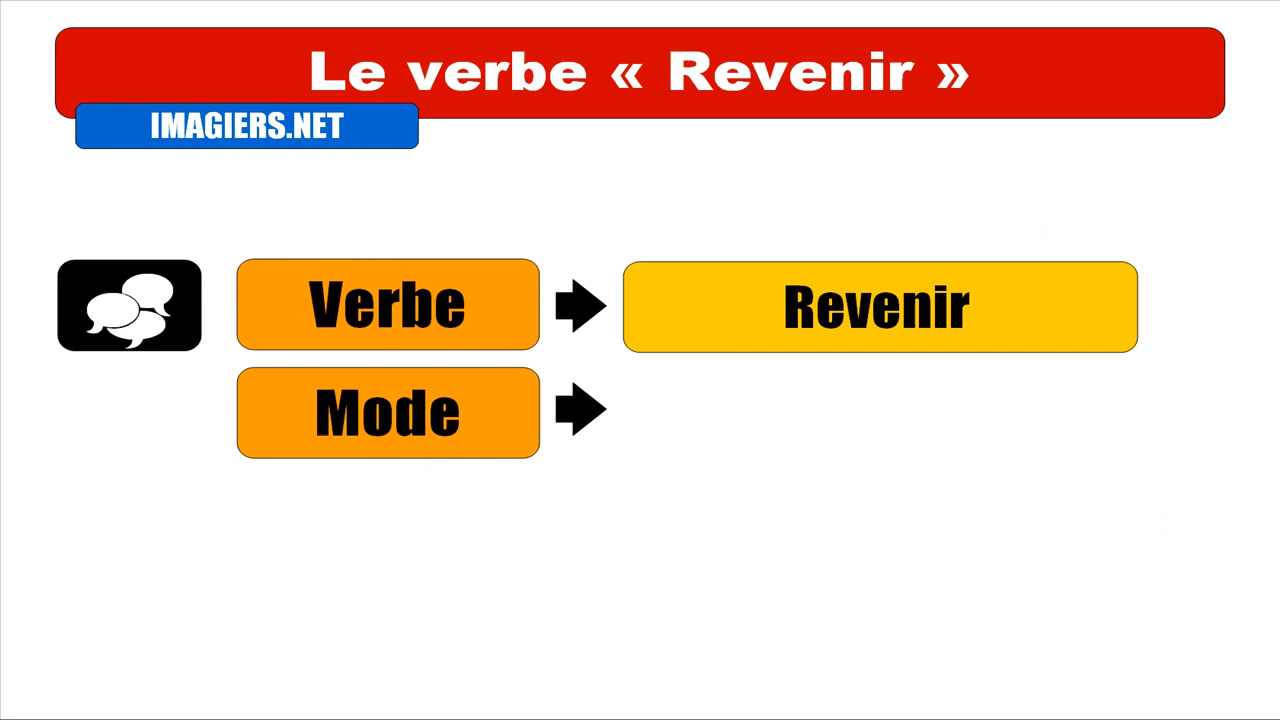 Le verbe « Revenir »
IMAGIERS.NET
Verbe
Revenir
Mode